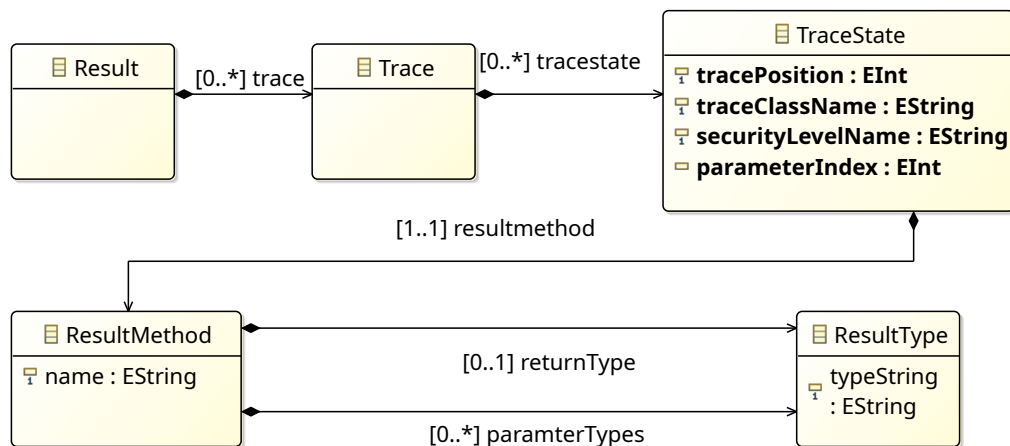 Result
[0..*] trace
Trace
[0..*] tracestate
TraceState
tracePosition : EInt
traceClassName : EString
securityLevelName : EString
parameterIndex : EInt
[1..1] resultmethod
ResultMethod
name : EString
[0..1] returnType
[0..*] paramterTypes
ResultType
typeString
: EString